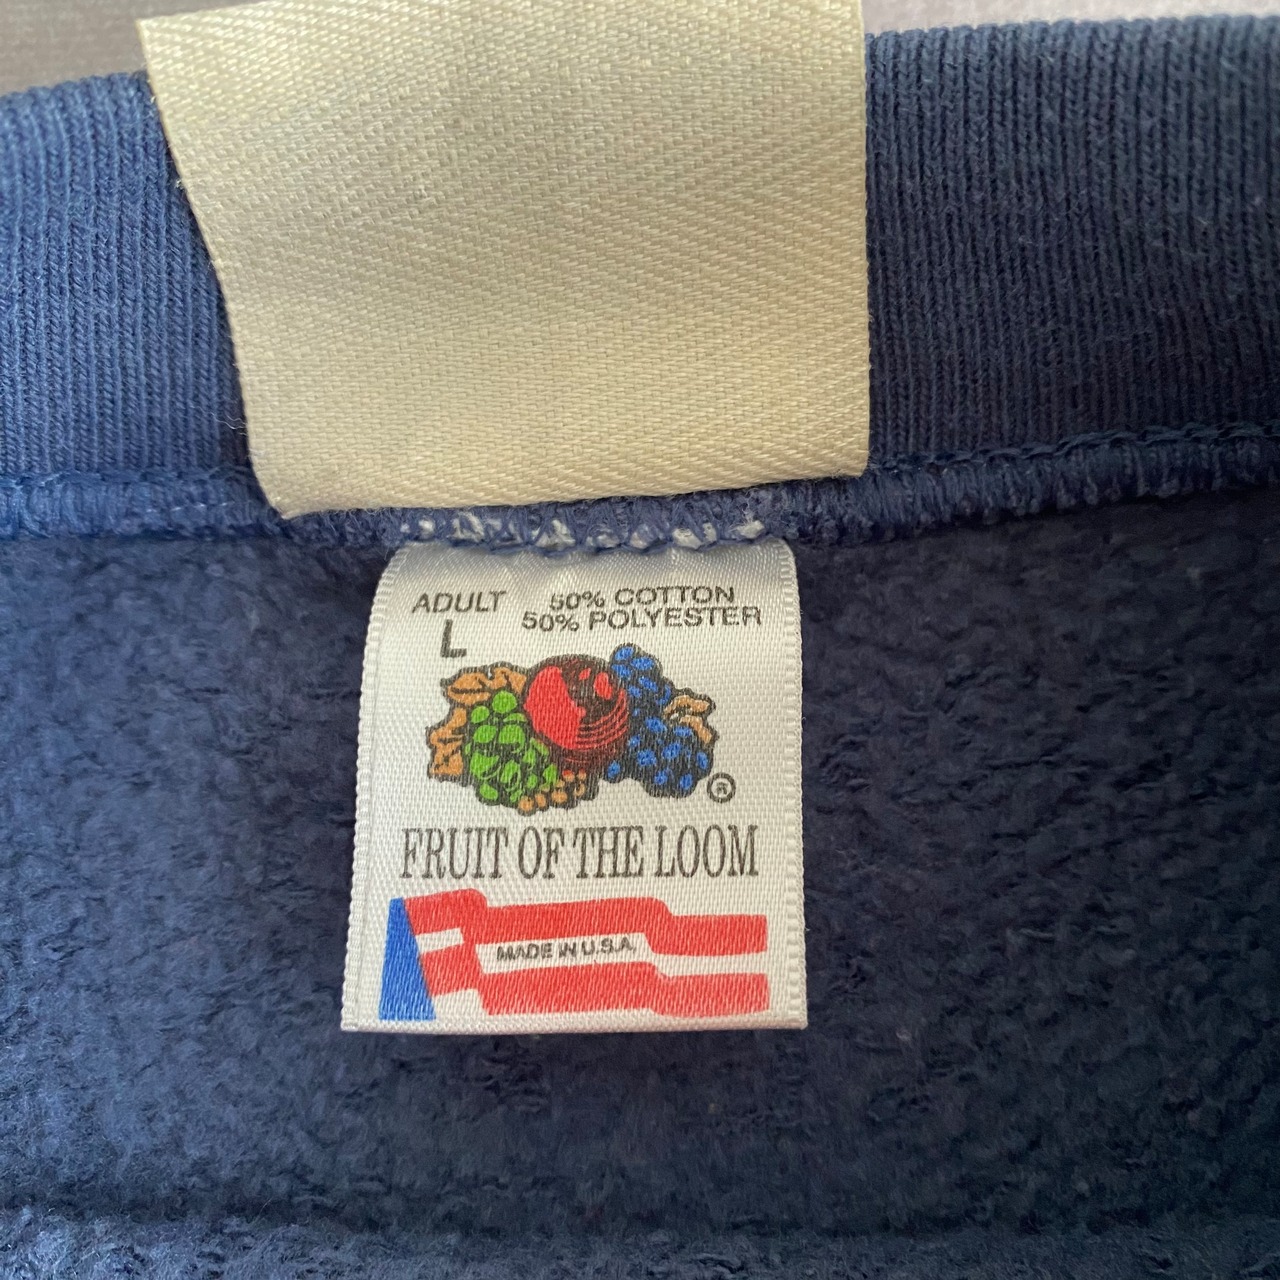 ADULT 50% COTTON
L 50% POLYESTER
®
FRUIT OF THE LOOM
MADE IN U.S.A.